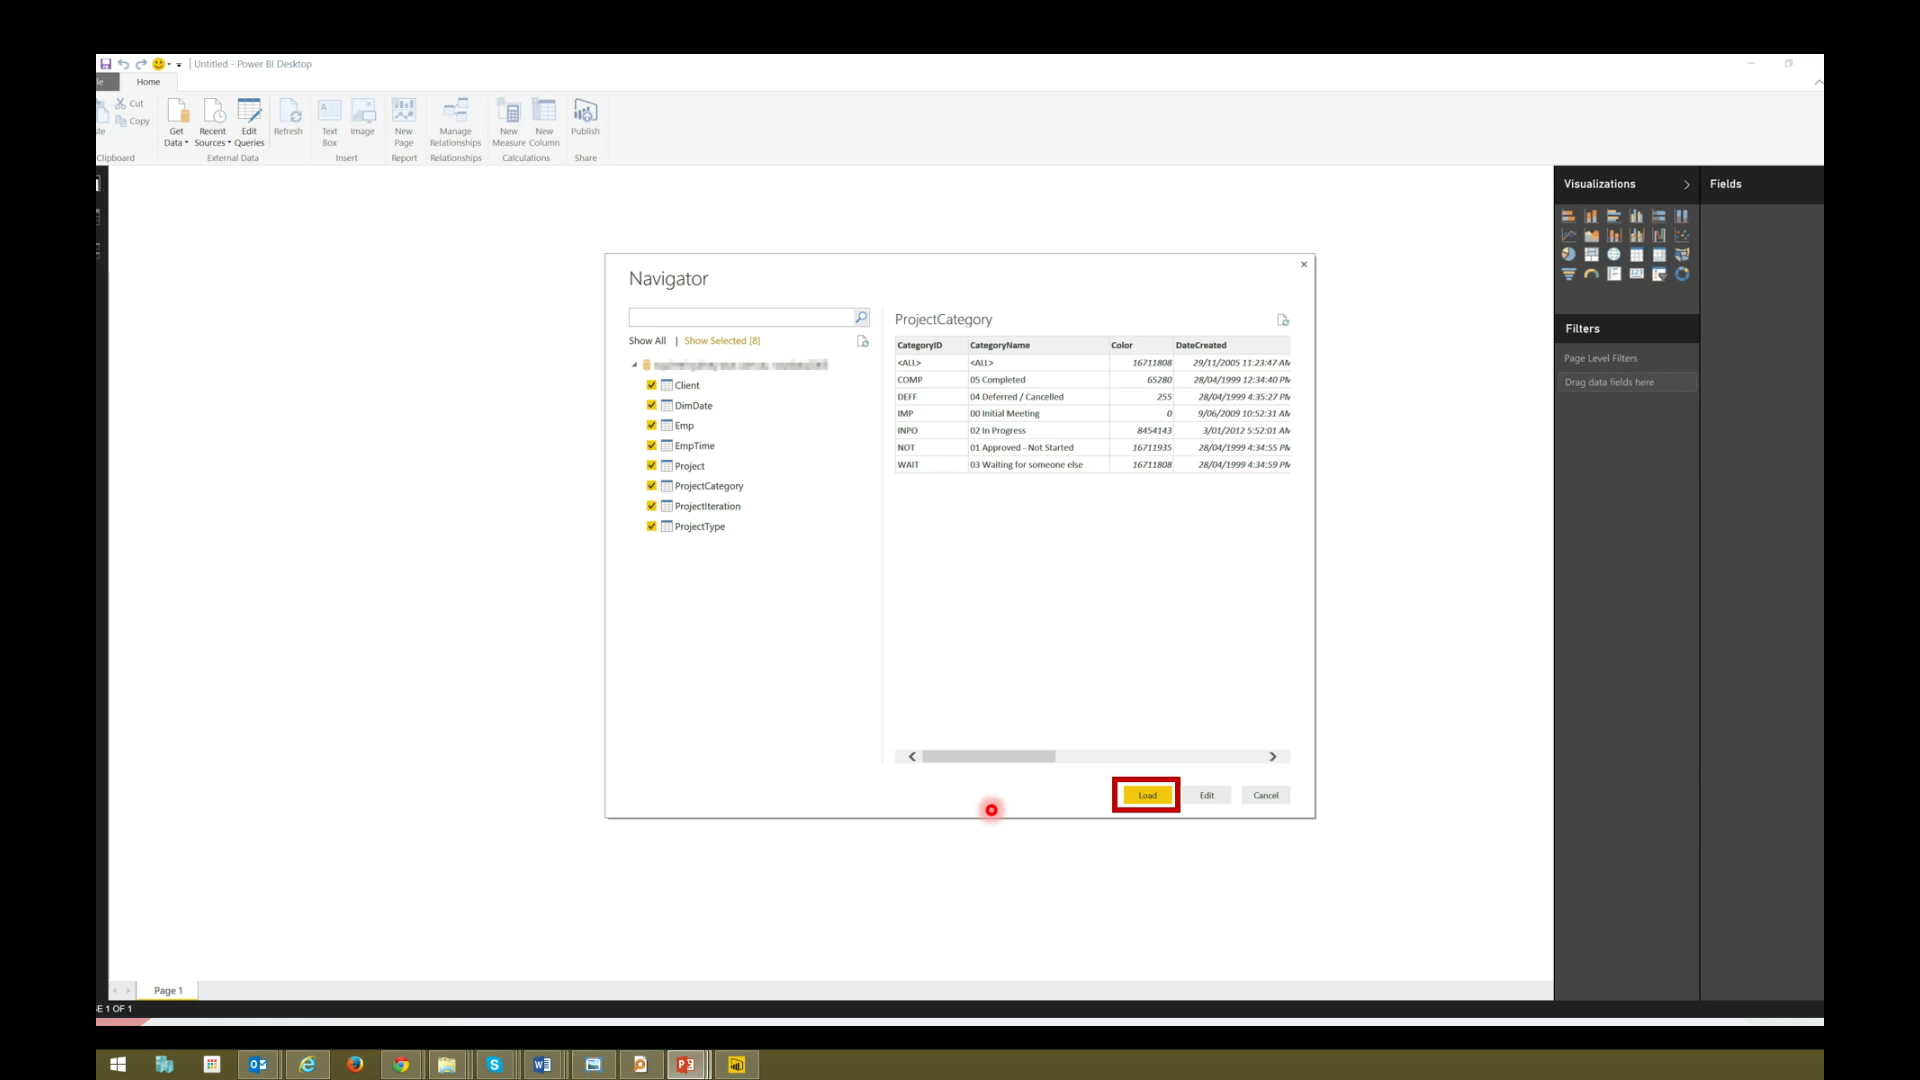 Untitled - Power BI Desktop
Home
Cut
Copy
Clipboard
Get Data
Recent Sources
Edit Queries
External Data
Refresh
Text Box
Image
Insert
New Page
Report
Manage Relationships
Relationships
New Measure
New Column
Calculations
Publish
Share
Visualizations
Fields
Filters
Page Level Filters
Drag data fields here
Navigator
Show All | Show Selected [8]
Client
DimDate
Emp
EmpTime
Project
ProjectCategory
ProjectIteration
ProjectType
ProjectCategory
CategoryID CategoryName Color DateCreated
<ALL> <ALL> 16711808 29/11/2005 11:23:47 AM
COMP 05 Completed 65280 28/04/1999 12:34:40 PM
DEFF 04 Deferred / Cancelled 255 28/04/1999 4:35:27 PM
IMP 00 Initial Meeting 0 9/06/2009 10:52:31 AM
INPO 02 In Progress 8454143 3/01/2012 5:52:01 AM
NOT 01 Approved - Not Started 16711935 28/04/1999 4:34:55 PM
WAIT 03 Waiting for someone else 16711808 28/04/1999 4:34:59 PM
Load Edit Cancel
Page 1
E 1 OF 1